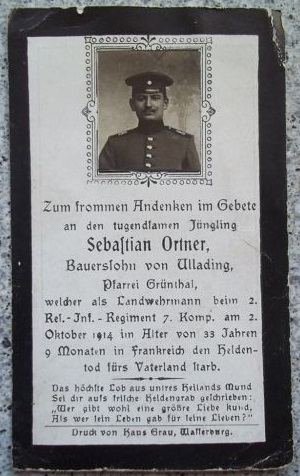 Zum frommen Andenken im Gebete
an den tugendsamen Jüngling
Sebastian Ortner,
Bauerssohn von Ullading,
Pfarrei Grünthal,
welcher als Landwehrmann beim 2.
Res.-Inf.-Regiment 7. Komp. am 2.
Oktober 1914 im Alter von 33 Jahren
9 Monaten in Frankreich den Helden-
tod fürs Vaterland starb.
Das höchste Lob aus unsres Heilands Mund
Sei dir aufs frische Heldengrab geschrieben:
„Wer gibt wohl eine größre Liebe kund,
Als wer sein Leben gab für seine Lieben?"
Druck von Hans Grau, Wasserburg.